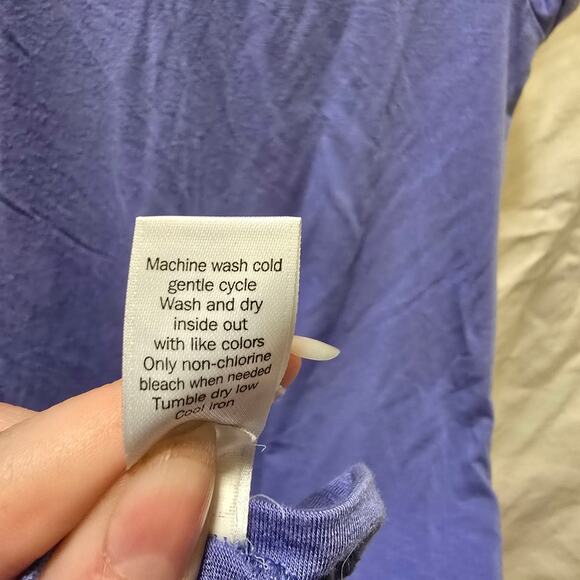 Machine wash cold
gentle cycle
Wash and dry
inside out
with like colors
Only non-chlorine
bleach when needed
Tumble dry low
Cool iron